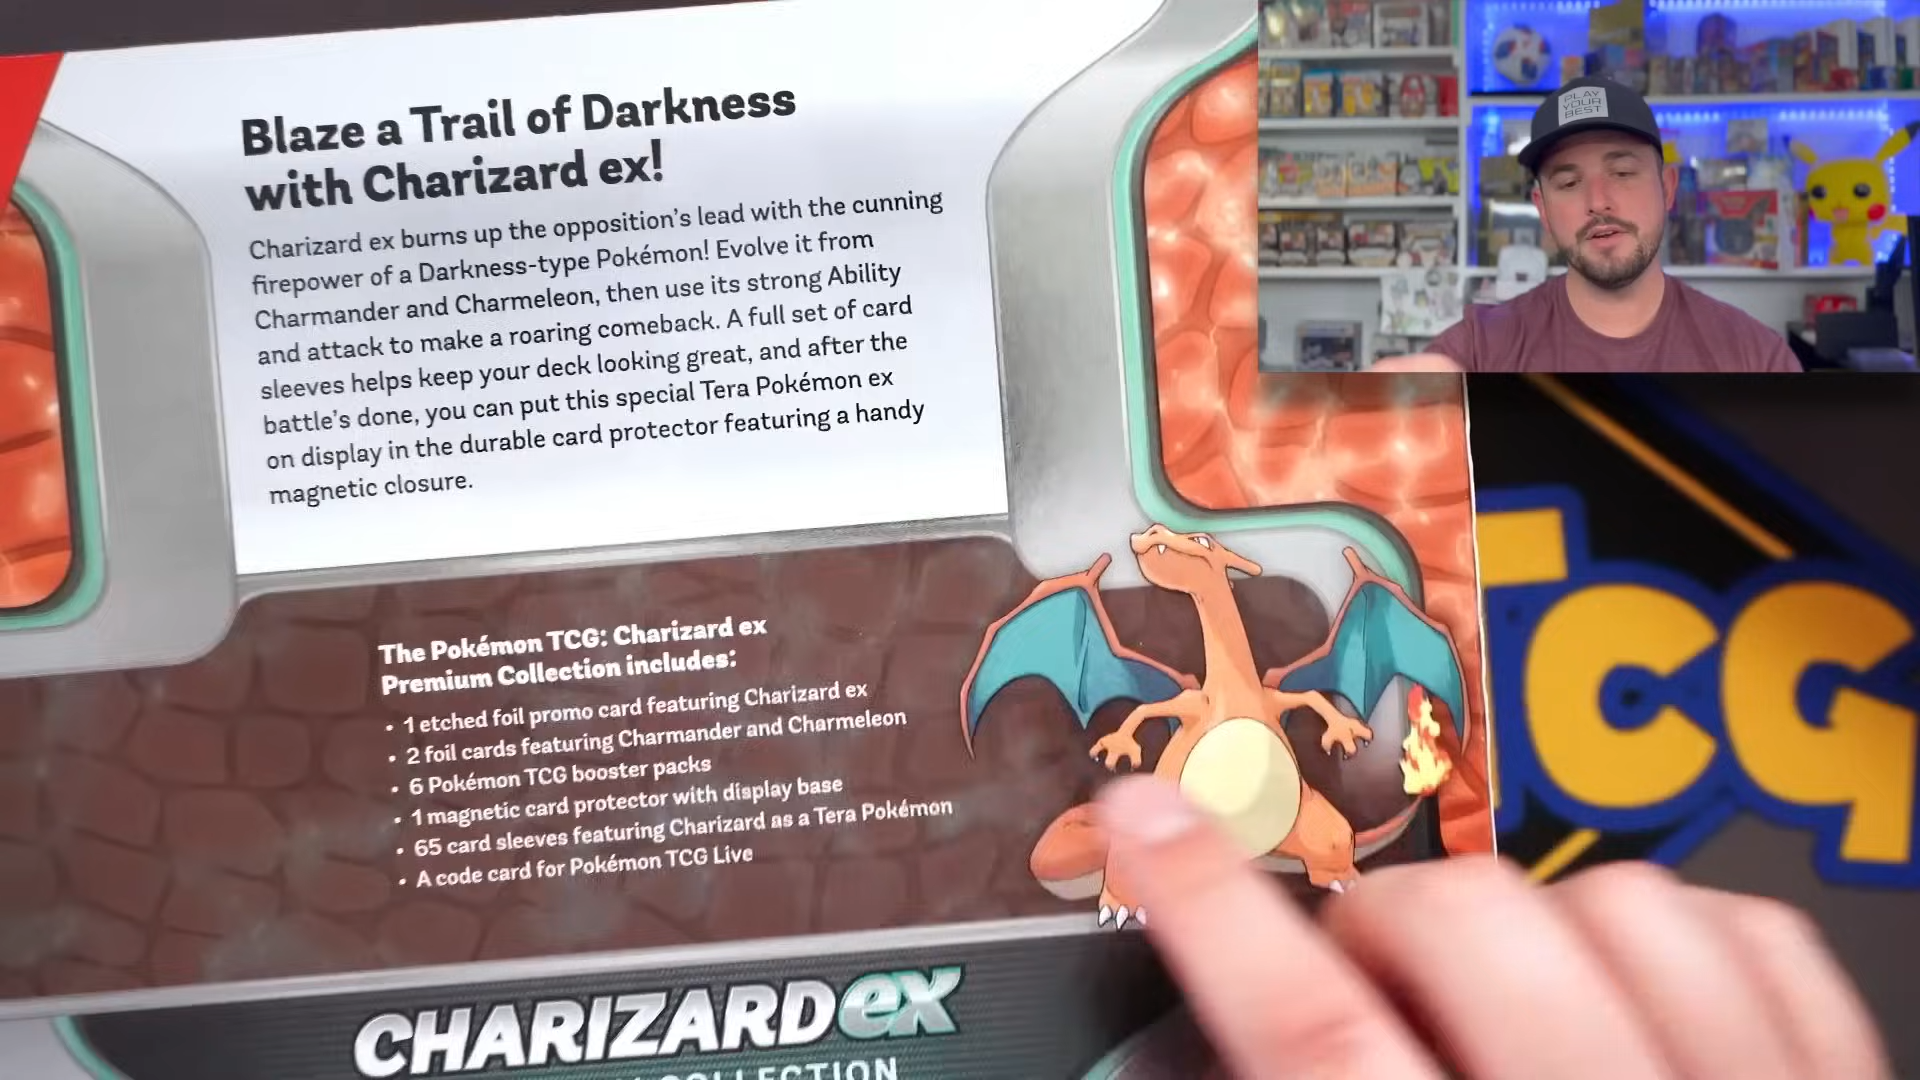 Blaze a Trail of Darkness
with Charizard ex!
Charizard ex burns up the opposition's lead with the cunning
firepower of a Darkness-type Pokémon! Evolve it from
Charmander and Charmeleon, then use its strong Ability
and attack to make a roaring comeback. A full set of card
sleeves helps keep your deck looking great, and after the
battle's done, you can put this special Tera Pokémon ex
on display in the durable card protector featuring a handy
magnetic closure.
The Pokémon TCG: Charizard ex
Premium Collection includes:
• 1 etched foil promo card featuring Charizard ex
• 2 foil cards featuring Charmander and Charmeleon
• 6 Pokémon TCG booster packs
• 1 magnetic card protector with display base
• 65 card sleeves featuring Charizard as a Tera Pokémon
• A code card for Pokémon TCG Live
CHARIZARD ex
COLLECTION
PLAY
YOUR
BEST
TCG